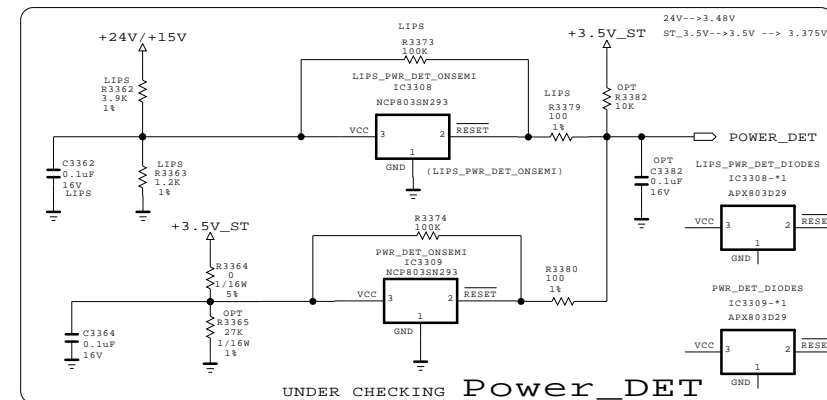 24V-->3.48V
ST_3.5V-->3.5V --> 3.375V
+24V/+15V
LIPS
R3373
100K
+3.5V_ST
LIPS
R3362
3.9K
1%
LIPS_PWR_DET_ONSEMI
IC3308
NCP803SN293
LIPS
R3379
100
1%
OPT
R3382
10K
VCC
3
2
RESET
1
GND
(LIPS_PWR_DET_ONSEMI)
POWER_DET
C3362
0.1uF
16V
LIPS
LIPS
R3363
1.2K
1%
OPT
C3382
0.1uF
16V
LIPS_PWR_DET_DIODES
IC3308-*1
APX803D29
VCC
3
2
RESE
1
GND
+3.5V_ST
R3374
100K
R3364
0
1/16W
5%
PWR_DET_ONSEMI
IC3309
NCP803SN293
R3380
100
1%
VCC
3
2
RESET
1
GND
C3364
0.1uF
16V
OPT
R3365
27K
1/16W
1%
PWR_DET_DIODES
IC3309-*1
APX803D29
VCC
3
2
RESE
1
GND
UNDER CHECKING Power_DET